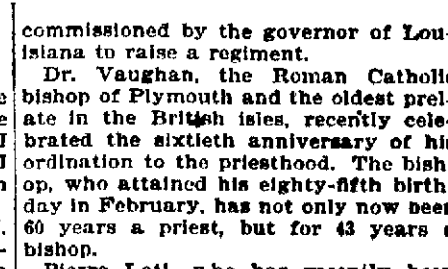 commissioned by the governor of Lou-
isiana to raise a regiment.
Dr. Vaughan, the Roman Catholic
bishop of Plymouth and the oldest prel-
ate in the British isles, recently cele-
brated the sixtieth anniversary of his
ordination to the priesthood. The bish-
op, who attained his eighty-fifth birth-
day in February, has not only now been
60 years a priest, but for 43 years a
bishop.